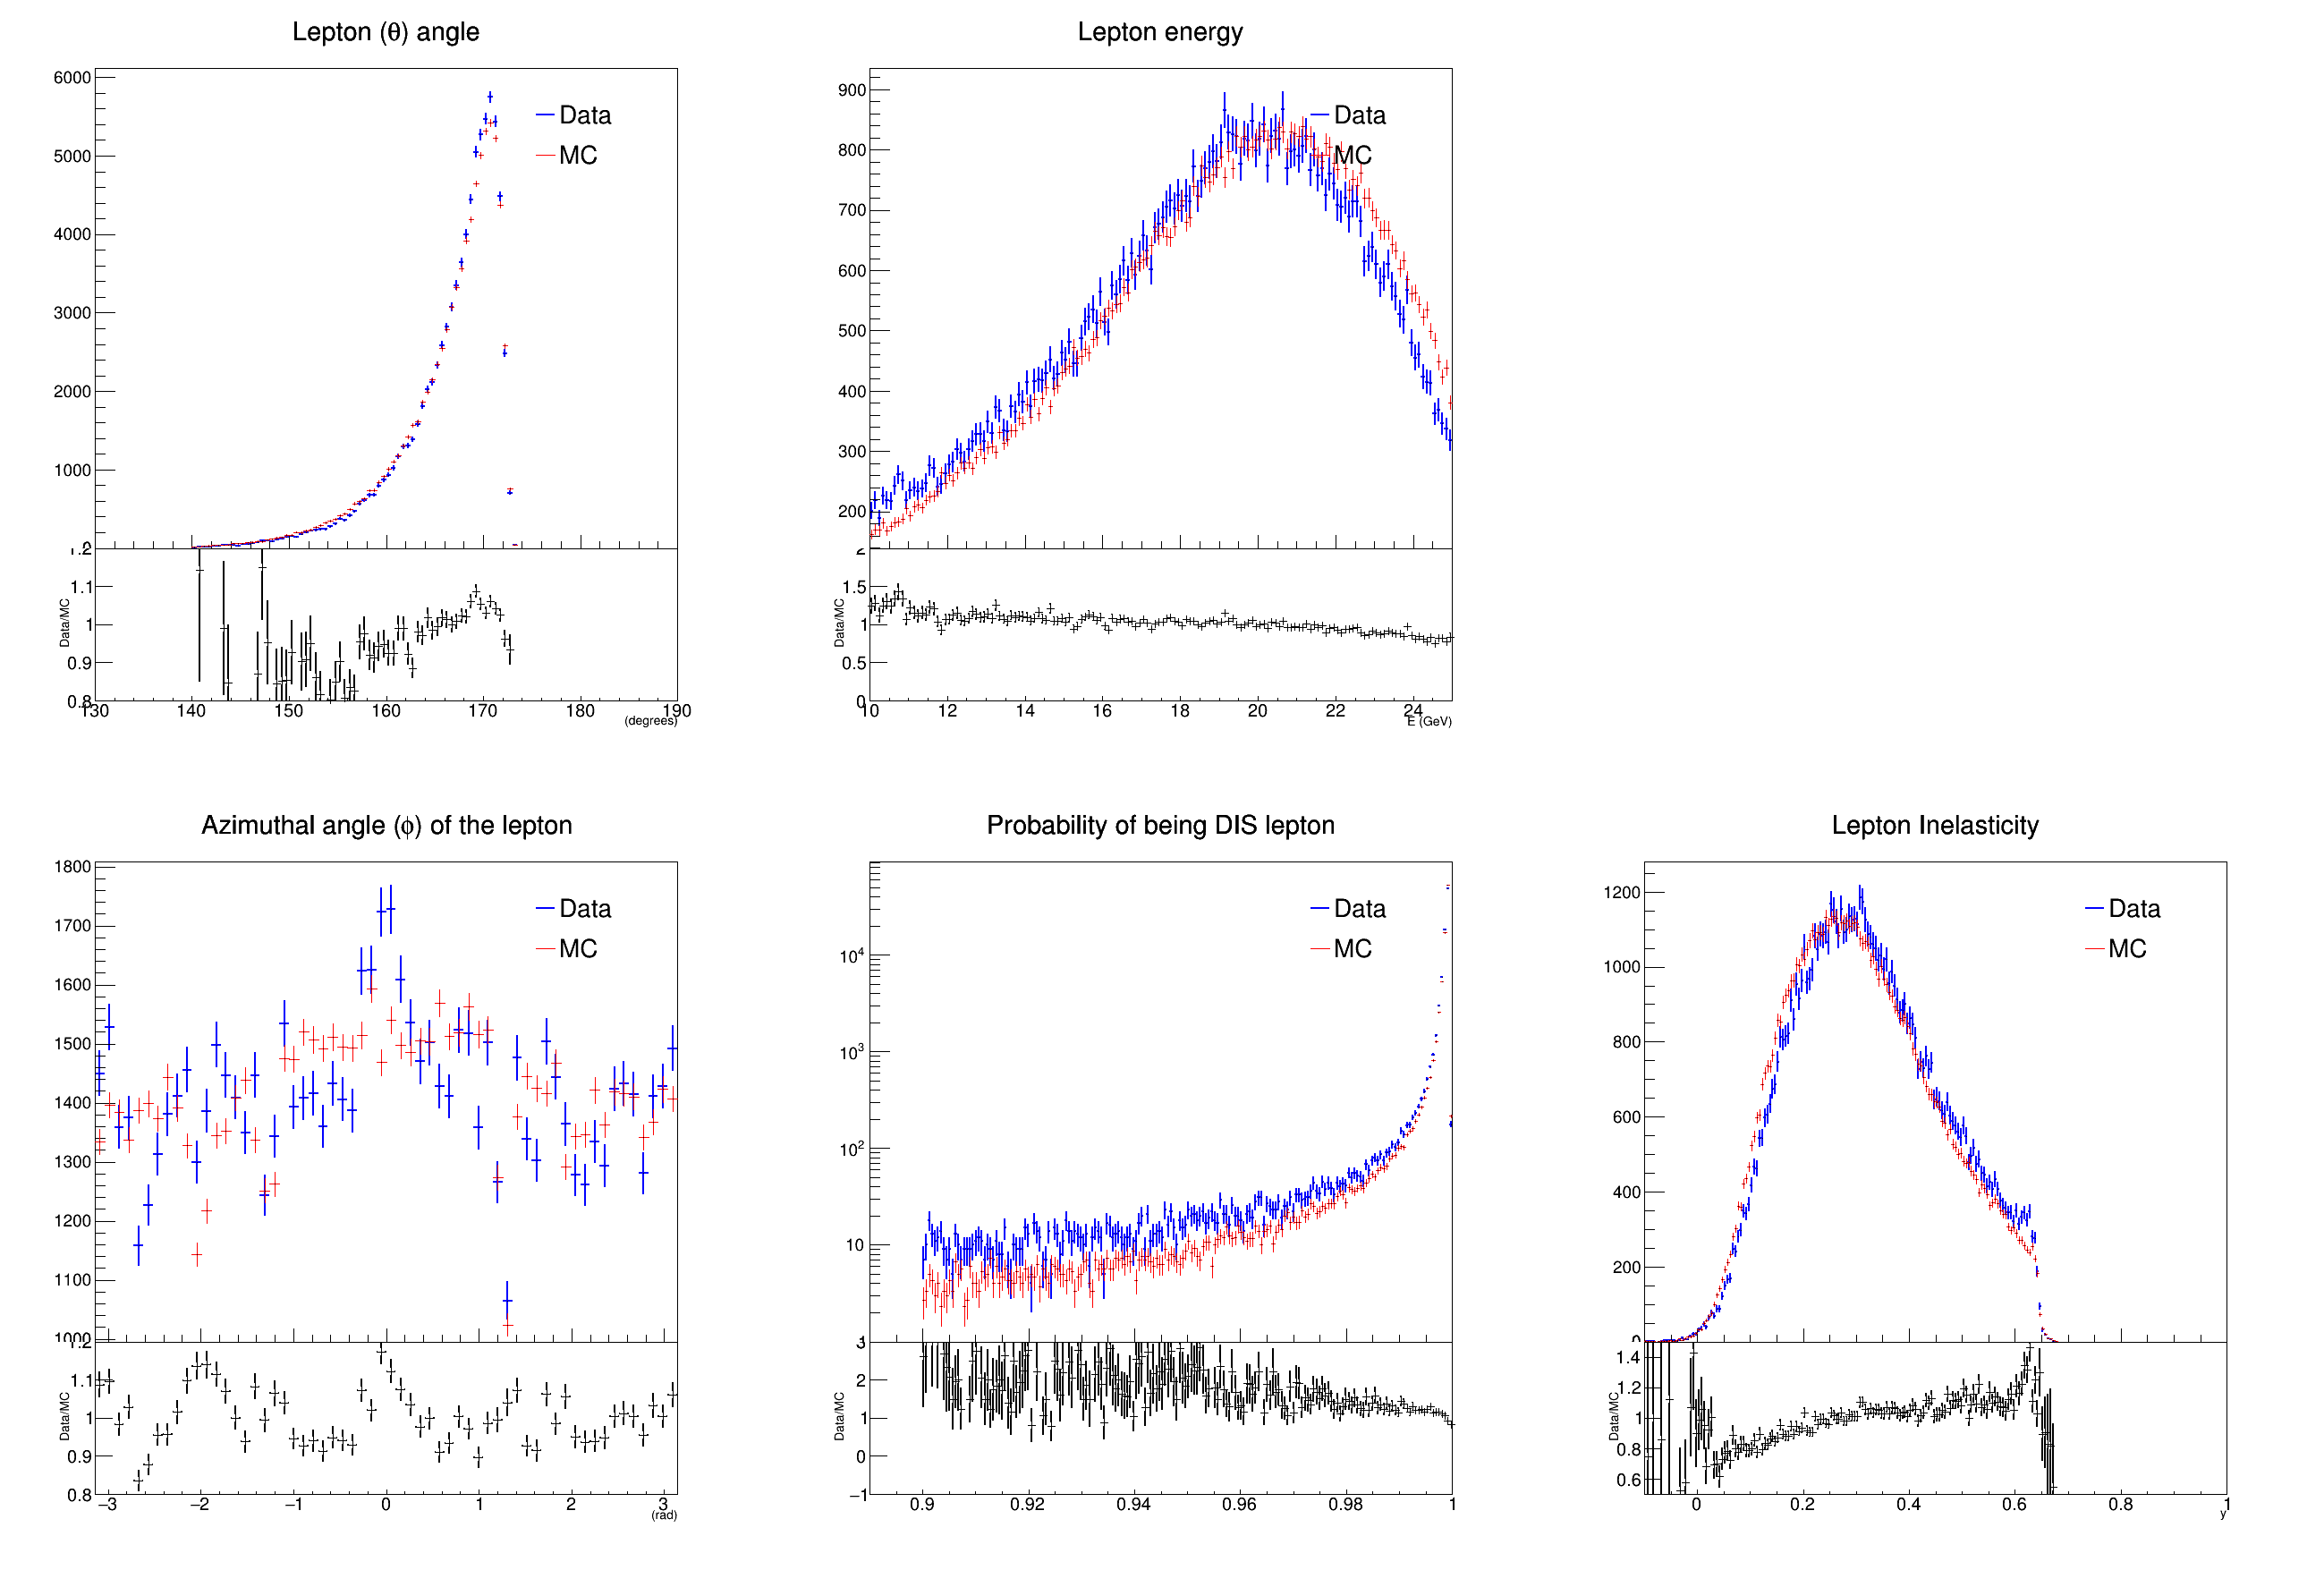 Lepton (θ) angle
6000
5000
4000
3000
2000
1000
0
Data
MC
1.2
1.1
1
0.9
0.8
Data/MC
130 140 150 160 170 180 190
(degrees)
Lepton energy
900
800
700
600
500
400
300
200
Data
MC
2
1.5
1
0.5
0
Data/MC
10 12 14 16 18 20 22 24
E (GeV)
Azimuthal angle (ϕ) of the lepton
1800
1700
1600
1500
1400
1300
1200
1100
1000
Data
MC
1.2
1.1
1
0.9
0.8
Data/MC
−3 −2 −1 0 1 2 3
(rad)
Probability of being DIS lepton
10⁴
10³
10²
10
Data
MC
3
2
1
0
−1
Data/MC
0.9 0.92 0.94 0.96 0.98 1
Lepton Inelasticity
1200
1000
800
600
400
200
0
Data
MC
1.4
1.2
1
0.8
0.6
Data/MC
0 0.2 0.4 0.6 0.8 1
y